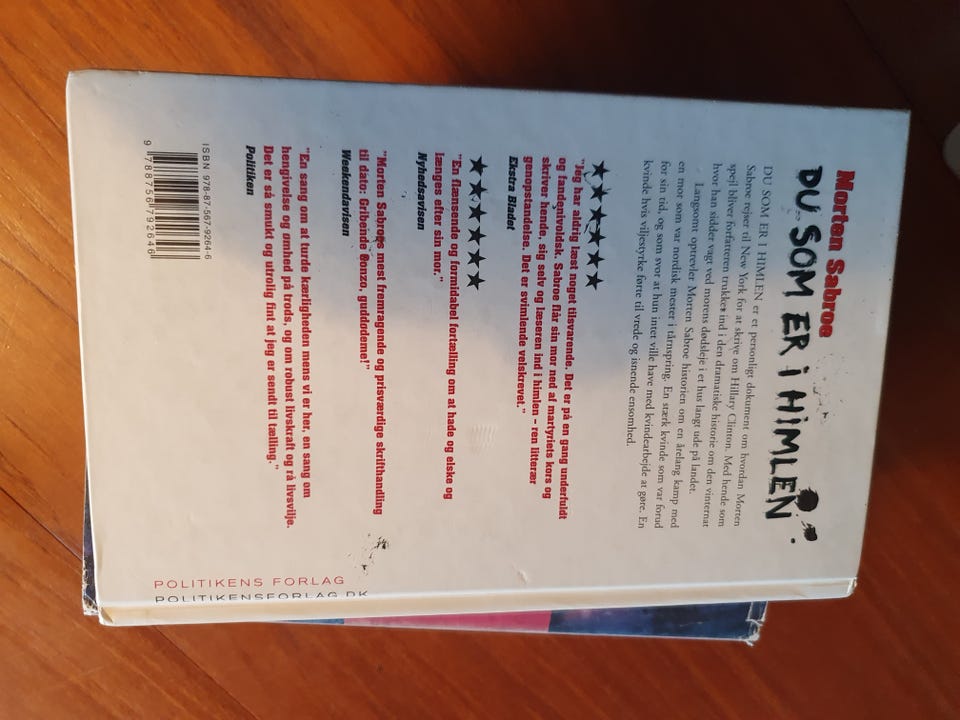 Morten Sabroe
DU SOM ER I HIMLEN
DU SOM ER I HIMLEN er et personligt dokument om hvordan Morten
Sabroe rejser til New York for at skrive om Hillary Clinton. Med hende som
spejl bliver forfatteren trukket ind i den dramatiske historie om den vinternat
hvor han sidder vagt ved morens dødsleje i et hus langt ude på landet.
Langsomt optrevler Morten Sabroe historien om en årelang kamp med
en mor som var nordisk mester i tårnspring. En stærk kvinde som var forud
for sin tid, og som svor at hun intet ville have med kvindearbejde at gøre. En
kvinde hvis viljestyrke førte til vrede og isnende ensomhed.
★★★★★★
"Jeg har aldrig læst noget tilsvarende. Det er på en gang underfuldt
og fandenivoldsk. Sabroe flår sin mor ned af martyriets kors og
skriver hende, sig selv og læseren ind i himlen – ren litterær
genopstandelse. Det er svimlende velskrevet."
Ekstra Bladet
★★★★★★
"En flænsende og formidabel fortælling om at hade og elske og
længes efter sin mor."
Nyhedsavisen
"Morten Sabroes mest fremragende og prisværdige skrifthandling
til dato: Gribende Gonzo, guddødeme!"
Weekendavisen
"En sang om at turde kærligheden mens vi er her, en sang om
hengivelse og ømhed på trods, og om robust livskraft og rå livsvilje.
Det er så smukt og utrolig fint at jeg er sendt til tælling."
Politiken
ISBN 978-87-567-9264-6
9 788756 792646
POLITIKENS FORLAG
POLITIKENSFORLAG.DK